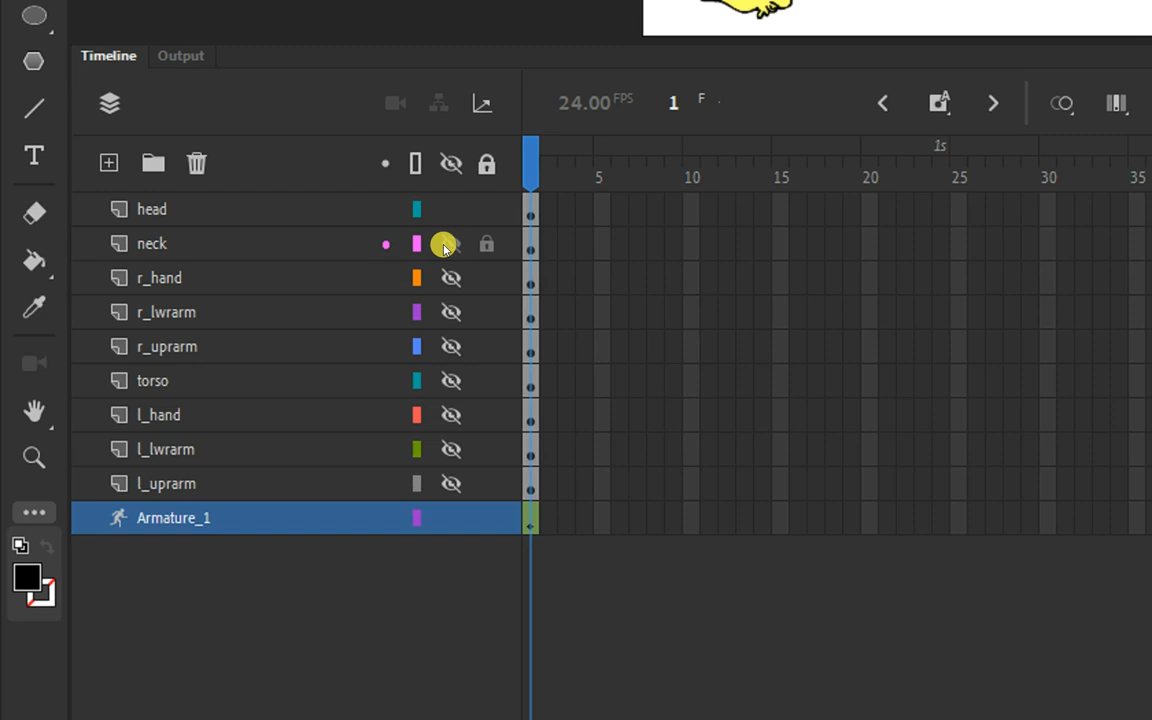 Timeline Output
24.00 FPS 1 F
1s
5 10 15 20 25 30 35
head
neck
r_hand
r_lwrarm
r_uprarm
torso
l_hand
l_lwrarm
l_uprarm
Armature_1
T
A